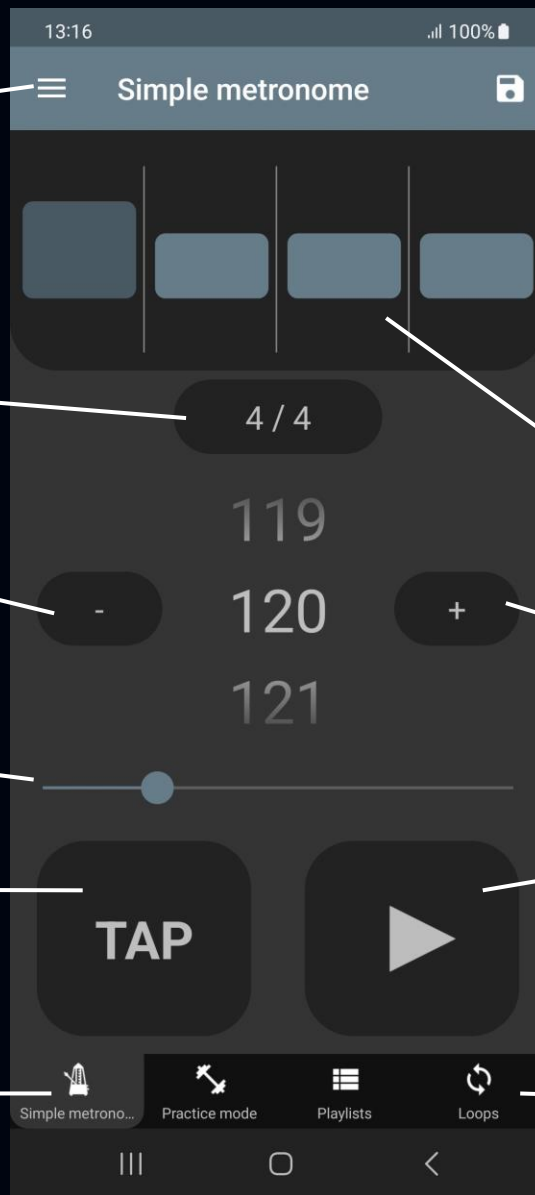 13:16 100%
Simple metronome
4 / 4
119
- 120 +
121
TAP
Simple metrono... Practice mode Playlists Loops